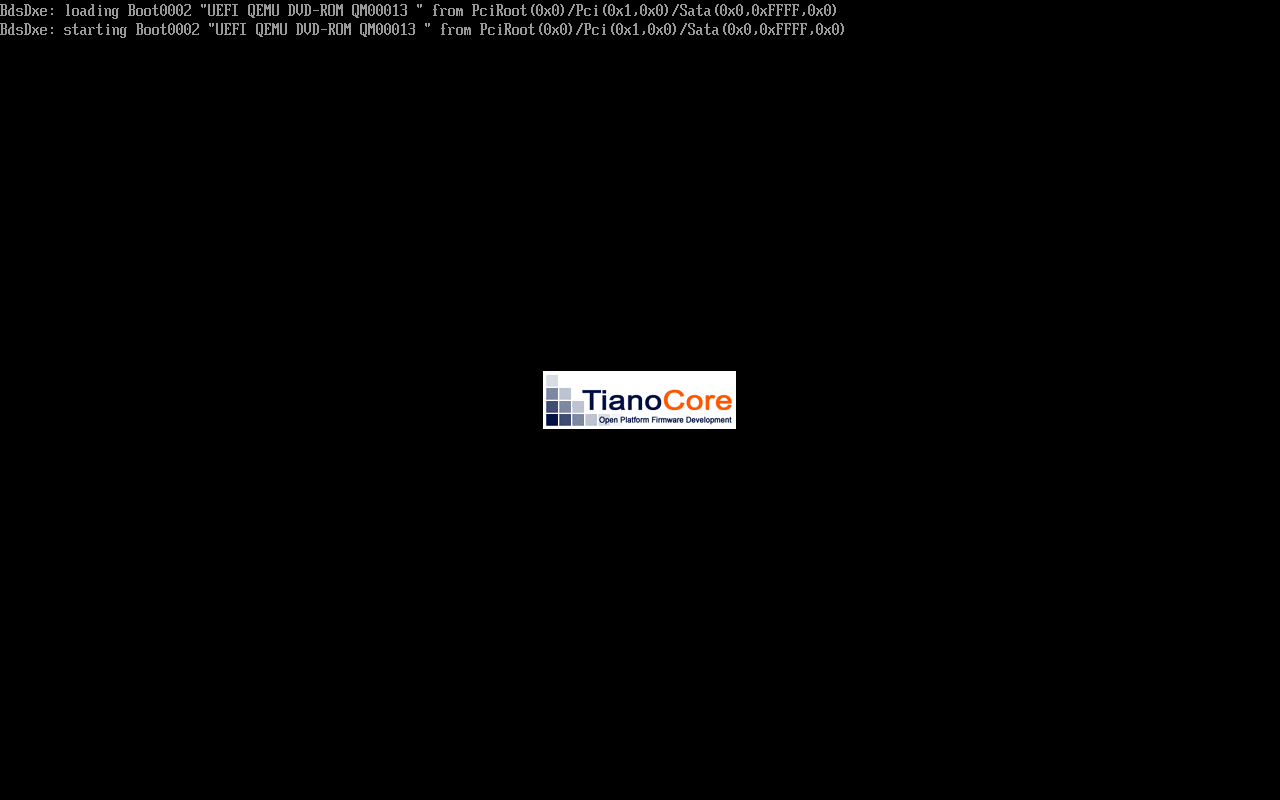 BdsDxe: loading Boot0002 "UEFI QEMU DVD-ROM QM00013 " from PciRoot(0x0)/Pci(0x1,0x0)/Sata(0x0,0xFFFF,0x0)
BdsDxe: starting Boot0002 "UEFI QEMU DVD-ROM QM00013 " from PciRoot(0x0)/Pci(0x1,0x0)/Sata(0x0,0xFFFF,0x0)
TianoCore
Open Platform Firmware Development